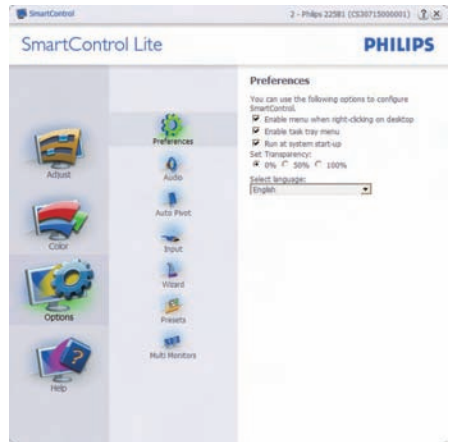 SmartControl
2 - Philips 225B1 (CS30715000001)
SmartControl Lite
PHILIPS
Adjust
Color
Options
Help
Preferences
Audio
Auto Pivot
Input
Wizard
Presets
Multi Monitors
Preferences
You can use the following options to configure
SmartControl.
Enable menu when right-clicking on desktop
Enable task tray menu
Run at system start-up
Set Transparency:
0% 50% 100%
Select language:
English